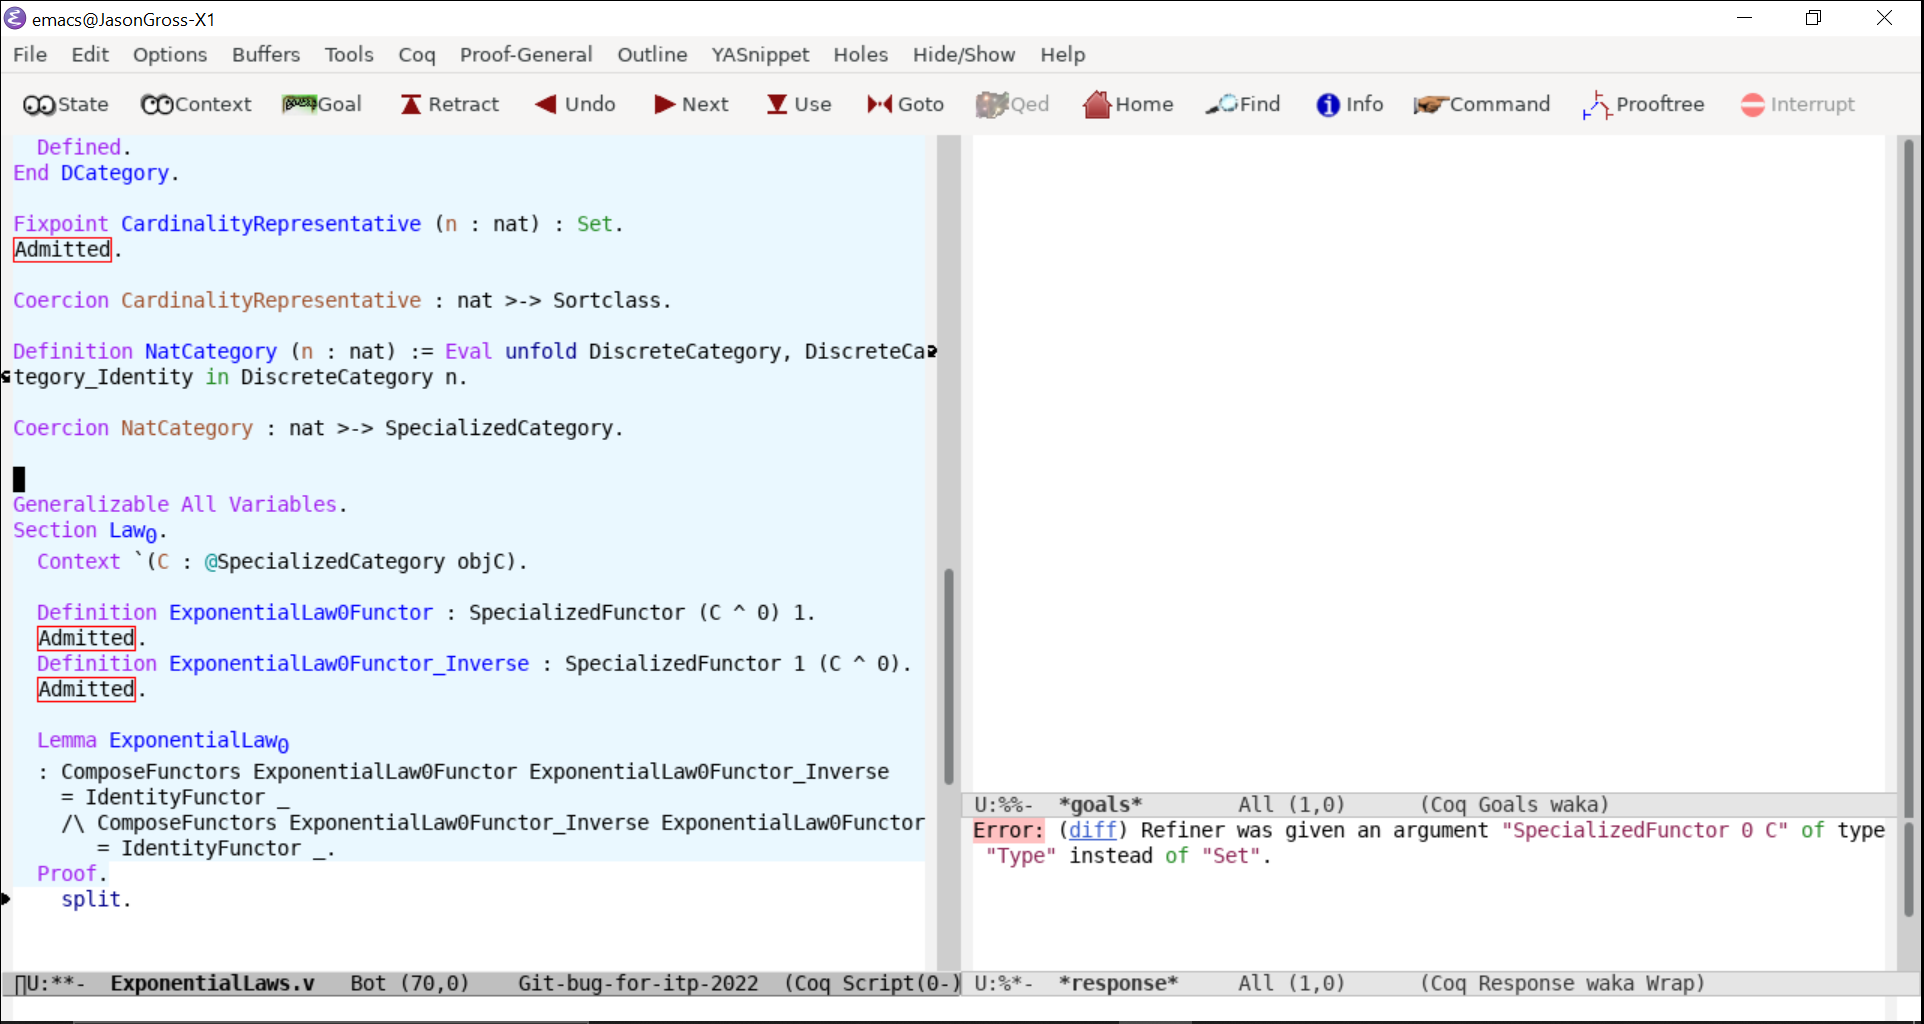 emacs@JasonGross-X1
File Edit Options Buffers Tools Coq Proof-General Outline YASnippet Holes Hide/Show Help
State Context Goal Retract Undo Next Use Goto Qed Home Find Info Command Prooftree Interrupt
Defined.
End DCategory.
Fixpoint CardinalityRepresentative (n : nat) : Set.
Admitted.
Coercion CardinalityRepresentative : nat >-> Sortclass.
Definition NatCategory (n : nat) := Eval unfold DiscreteCategory, DiscreteCa
tegory_Identity in DiscreteCategory n.
Coercion NatCategory : nat >-> SpecializedCategory.
Generalizable All Variables.
Section Law₀.
Context `(C : @SpecializedCategory objC).
Definition ExponentialLaw0Functor : SpecializedFunctor (C ^ 0) 1.
Admitted.
Definition ExponentialLaw0Functor_Inverse : SpecializedFunctor 1 (C ^ 0).
Admitted.
Lemma ExponentialLaw₀
: ComposeFunctors ExponentialLaw0Functor ExponentialLaw0Functor_Inverse
= IdentityFunctor _
/\ ComposeFunctors ExponentialLaw0Functor_Inverse ExponentialLaw0Functor
= IdentityFunctor _.
Proof.
split.
U:**- ExponentialLaws.v Bot (70,0) Git-bug-for-itp-2022 (Coq Script(0-)
U:%%- *goals* All (1,0) (Coq Goals waka)
Error: (diff) Refiner was given an argument "SpecializedFunctor 0 C" of type
"Type" instead of "Set".
U:%*- *response* All (1,0) (Coq Response waka Wrap)